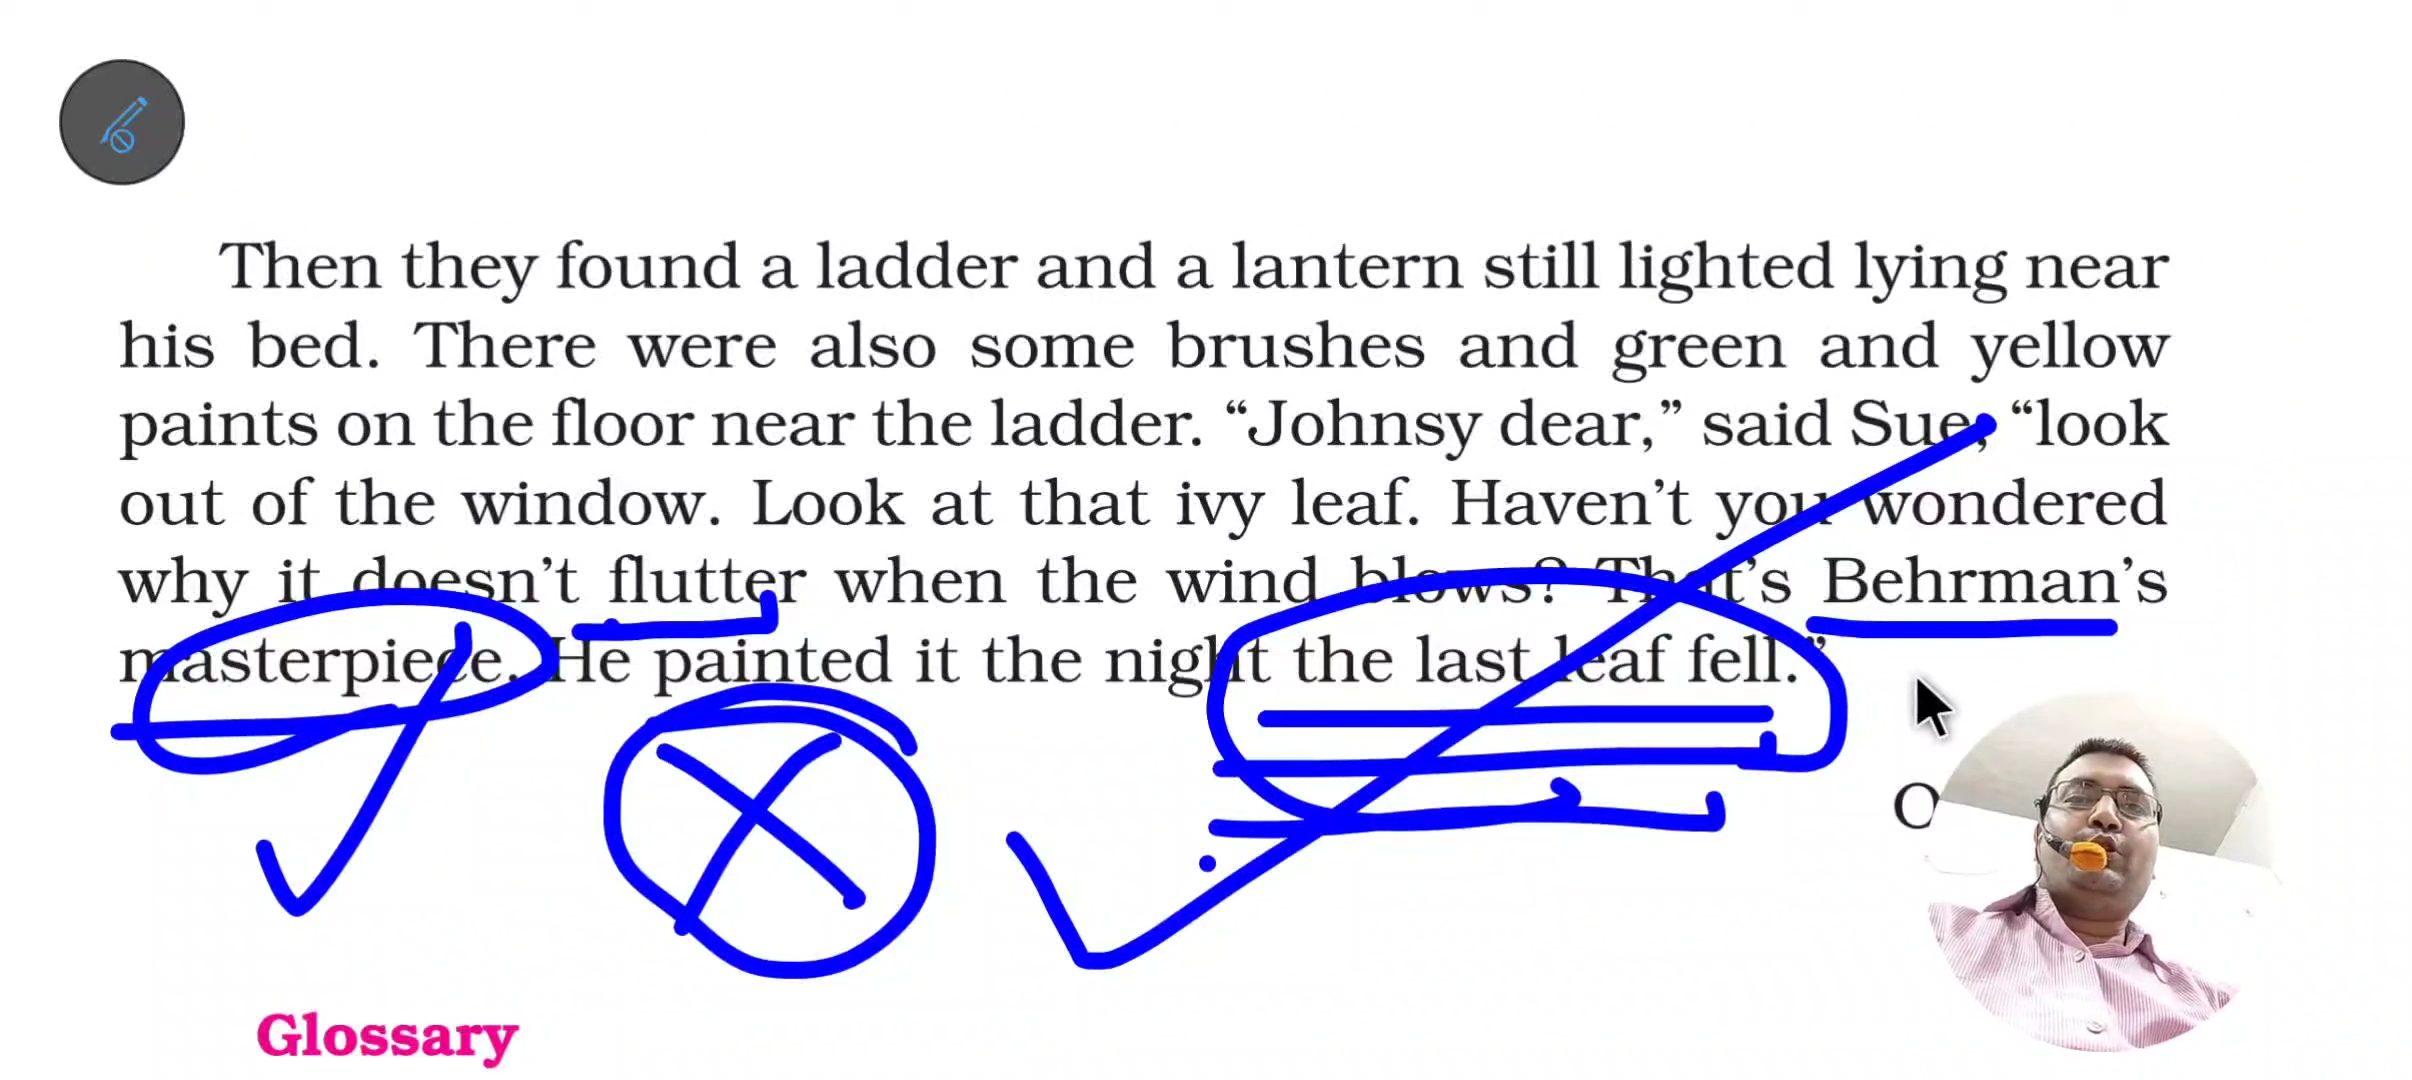 Then they found a ladder and a lantern still lighted lying near
his bed. There were also some brushes and green and yellow
paints on the floor near the ladder. “Johnsy dear,” said Sue, “look
out of the window. Look at that ivy leaf. Haven’t you wondered
why it doesn’t flutter when the wind blows? That’s Behrman’s
masterpiece. He painted it the night the last leaf fell.”
O
Glossary